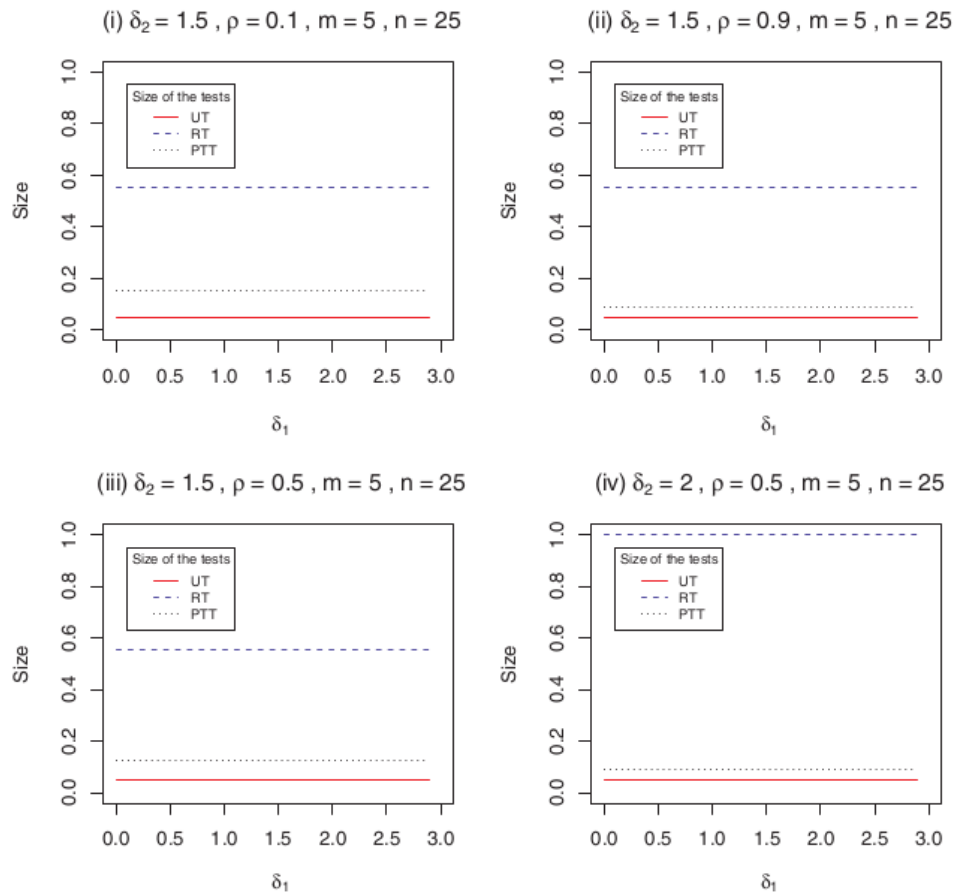 (i) δ₂ = 1.5 , ρ = 0.1 , m = 5 , n = 25
Size
1.0
0.8
0.6
0.4
0.2
0.0
Size of the tests
UT
RT
PTT
0.0 0.5 1.0 1.5 2.0 2.5 3.0
δ₁
(ii) δ₂ = 1.5 , ρ = 0.9 , m = 5 , n = 25
Size
1.0
0.8
0.6
0.4
0.2
0.0
Size of the tests
UT
RT
PTT
0.0 0.5 1.0 1.5 2.0 2.5 3.0
δ₁
(iii) δ₂ = 1.5 , ρ = 0.5 , m = 5 , n = 25
Size
1.0
0.8
0.6
0.4
0.2
0.0
Size of the tests
UT
RT
PTT
0.0 0.5 1.0 1.5 2.0 2.5 3.0
δ₁
(iv) δ₂ = 2 , ρ = 0.5 , m = 5 , n = 25
Size
1.0
0.8
0.6
0.4
0.2
0.0
Size of the tests
UT
RT
PTT
0.0 0.5 1.0 1.5 2.0 2.5 3.0
δ₁